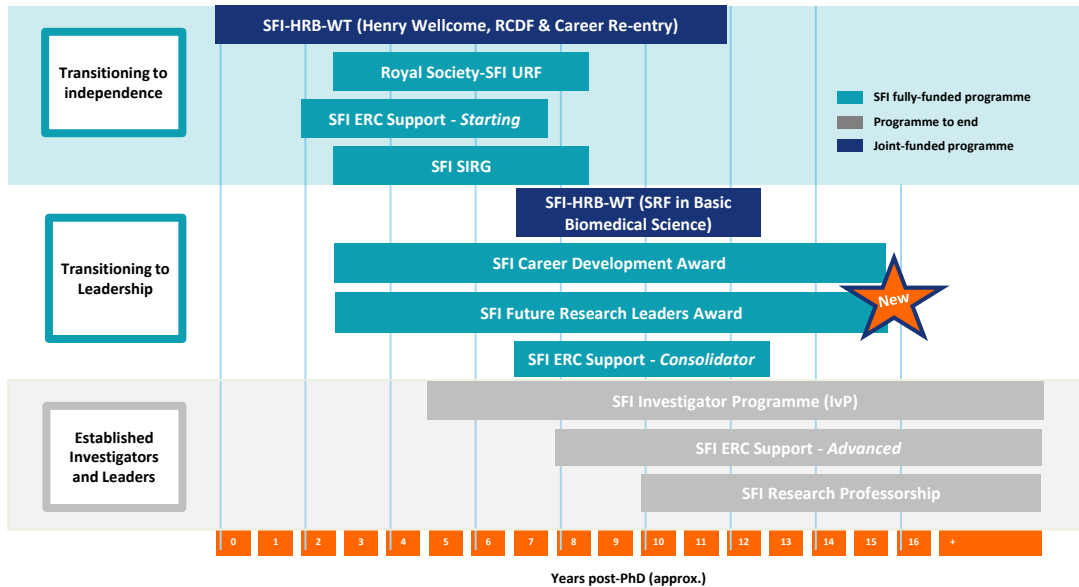 SFI-HRB-WT (Henry Wellcome, RCDF & Career Re-entry)
Transitioning to
independence
Royal Society-SFI URF
SFI ERC Support - Starting
SFI SIRG
SFI fully-funded programme
Programme to end
Joint-funded programme
SFI-HRB-WT (SRF in Basic
Biomedical Science)
Transitioning to
Leadership
SFI Career Development Award
SFI Future Research Leaders Award
New
SFI ERC Support - Consolidator
Established
Investigators
and Leaders
SFI Investigator Programme (IvP)
SFI ERC Support - Advanced
SFI Research Professorship
0 1 2 3 4 5 6 7 8 9 10 11 12 13 14 15 16 +
Years post-PhD (approx.)